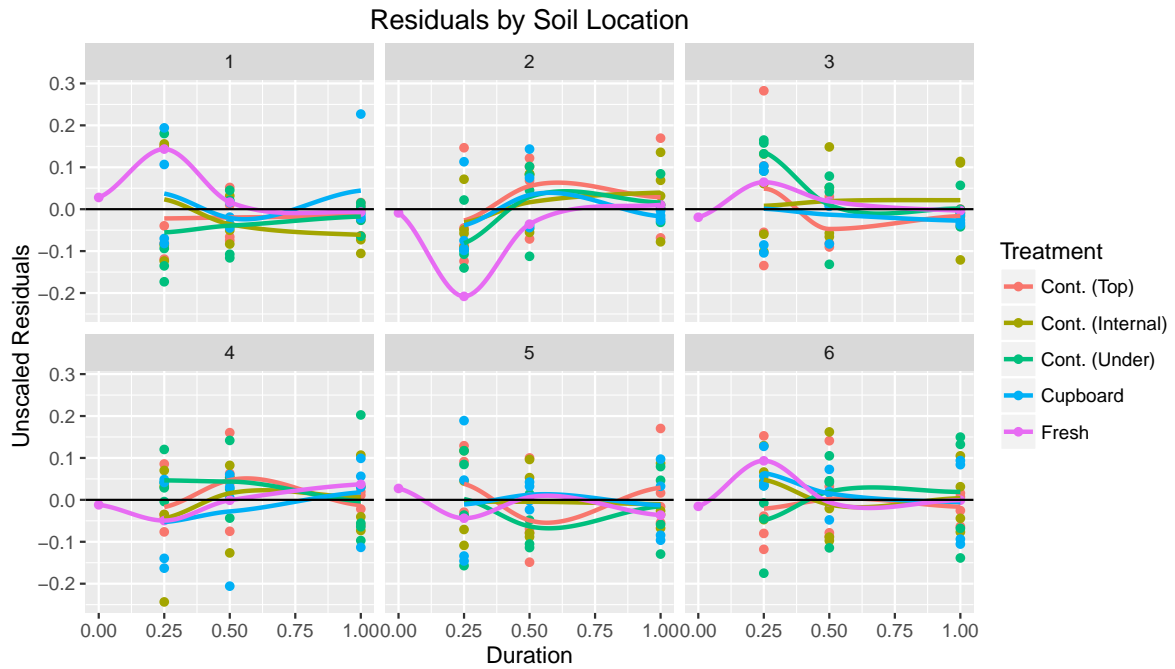 Residuals by Soil Location
1 2 3
0.3
0.2
0.1
0.0
−0.1
−0.2
4 5 6
0.3
0.2
0.1
0.0
−0.1
−0.2
0.00 0.25 0.50 0.75 1.00 0.00 0.25 0.50 0.75 1.00 0.00 0.25 0.50 0.75 1.00
Duration
Unscaled Residuals
Treatment
Cont. (Top)
Cont. (Internal)
Cont. (Under)
Cupboard
Fresh